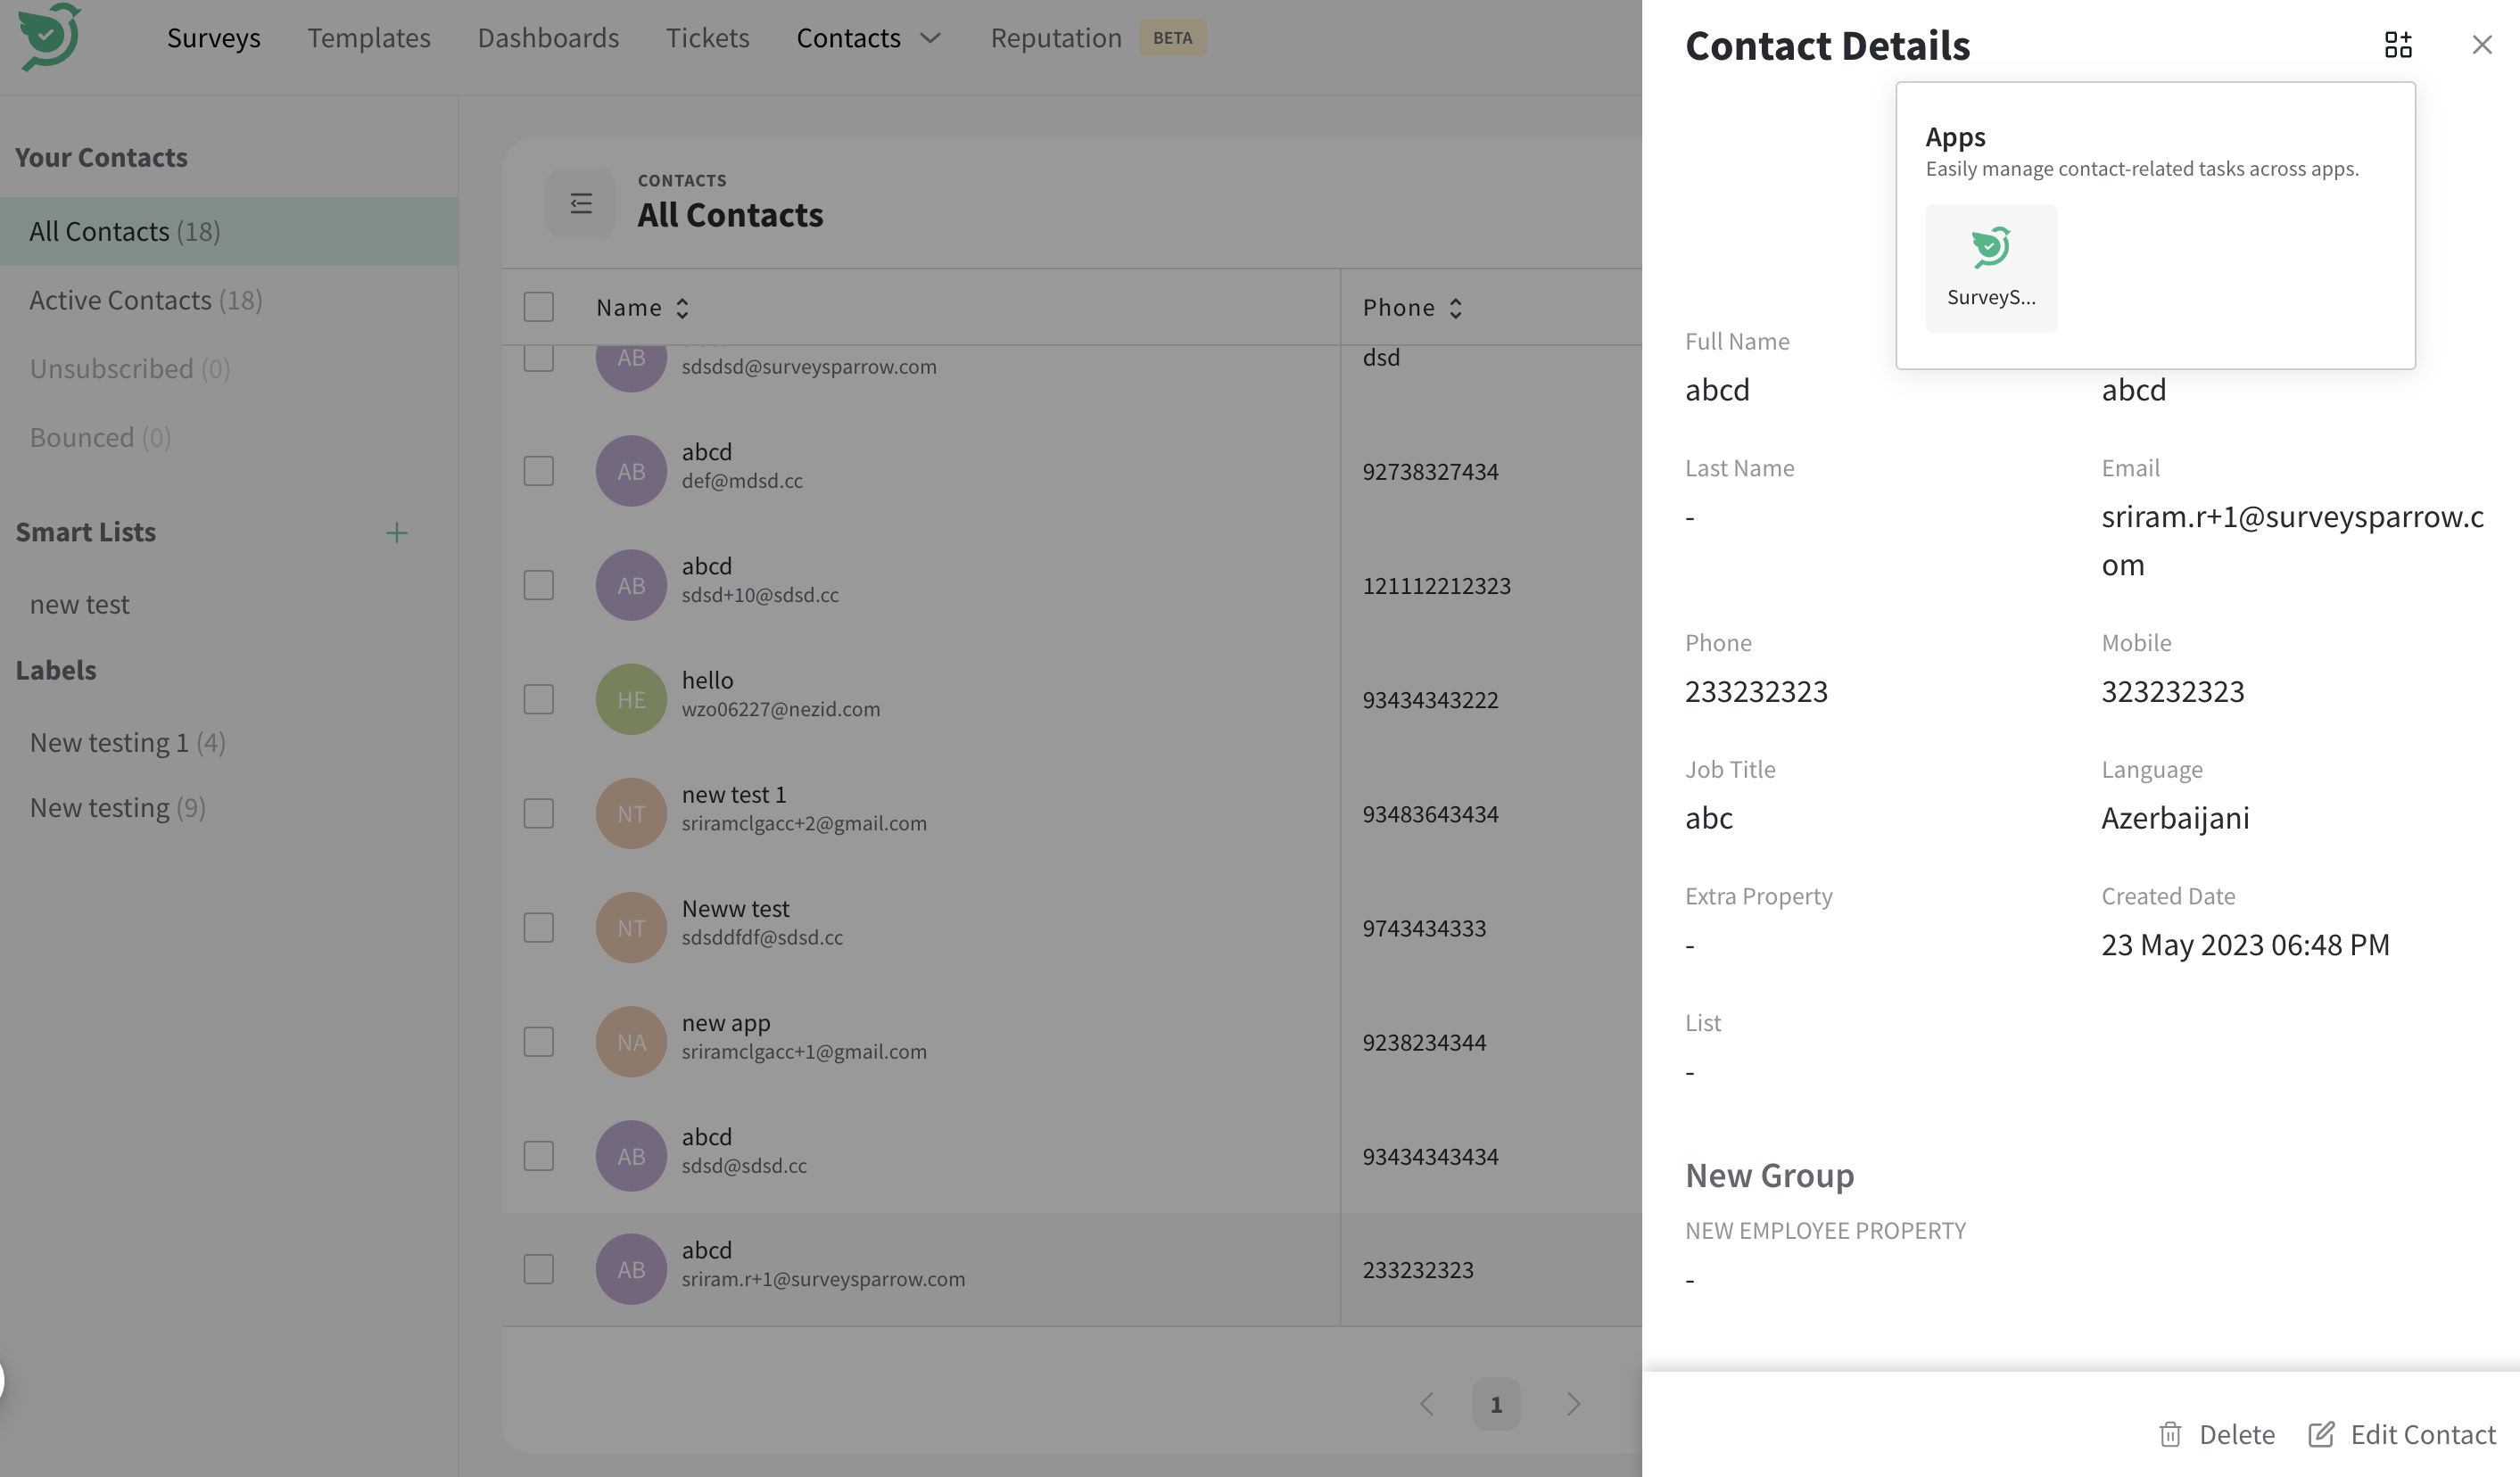 Surveys Templates Dashboards Tickets Contacts Reputation BETA
Your Contacts
All Contacts (18)
Active Contacts (18)
Unsubscribed (0)
Bounced (0)
Smart Lists
new test
Labels
New testing 1 (4)
New testing (9)
CONTACTS
All Contacts
Name Phone
AB sdsdsd@surveysparrow.com dsd
AB abcd 92738327434
def@mdsd.cc
AB abcd 121112212323
sdsd+10@sdsd.cc
HE hello 93434343222
wzo06227@nezid.com
NT new test 1 93483643434
sriramclgacc+2@gmail.com
NT Neww test 9743434333
sdsddfdf@sdsd.cc
NA new app 9238234344
sriramclgacc+1@gmail.com
AB abcd 93434343434
sdsd@sdsd.cc
AB abcd 233232323
sriram.r+1@surveysparrow.com
1
Contact Details
Apps
Easily manage contact-related tasks across apps.
SurveyS...
Full Name
abcd abcd
Last Name Email
- sriram.r+1@surveysparrow.c
om
Phone Mobile
233232323 323232323
Job Title Language
abc Azerbaijani
Extra Property Created Date
- 23 May 2023 06:48 PM
List
-
New Group
NEW EMPLOYEE PROPERTY
-
Delete Edit Contact